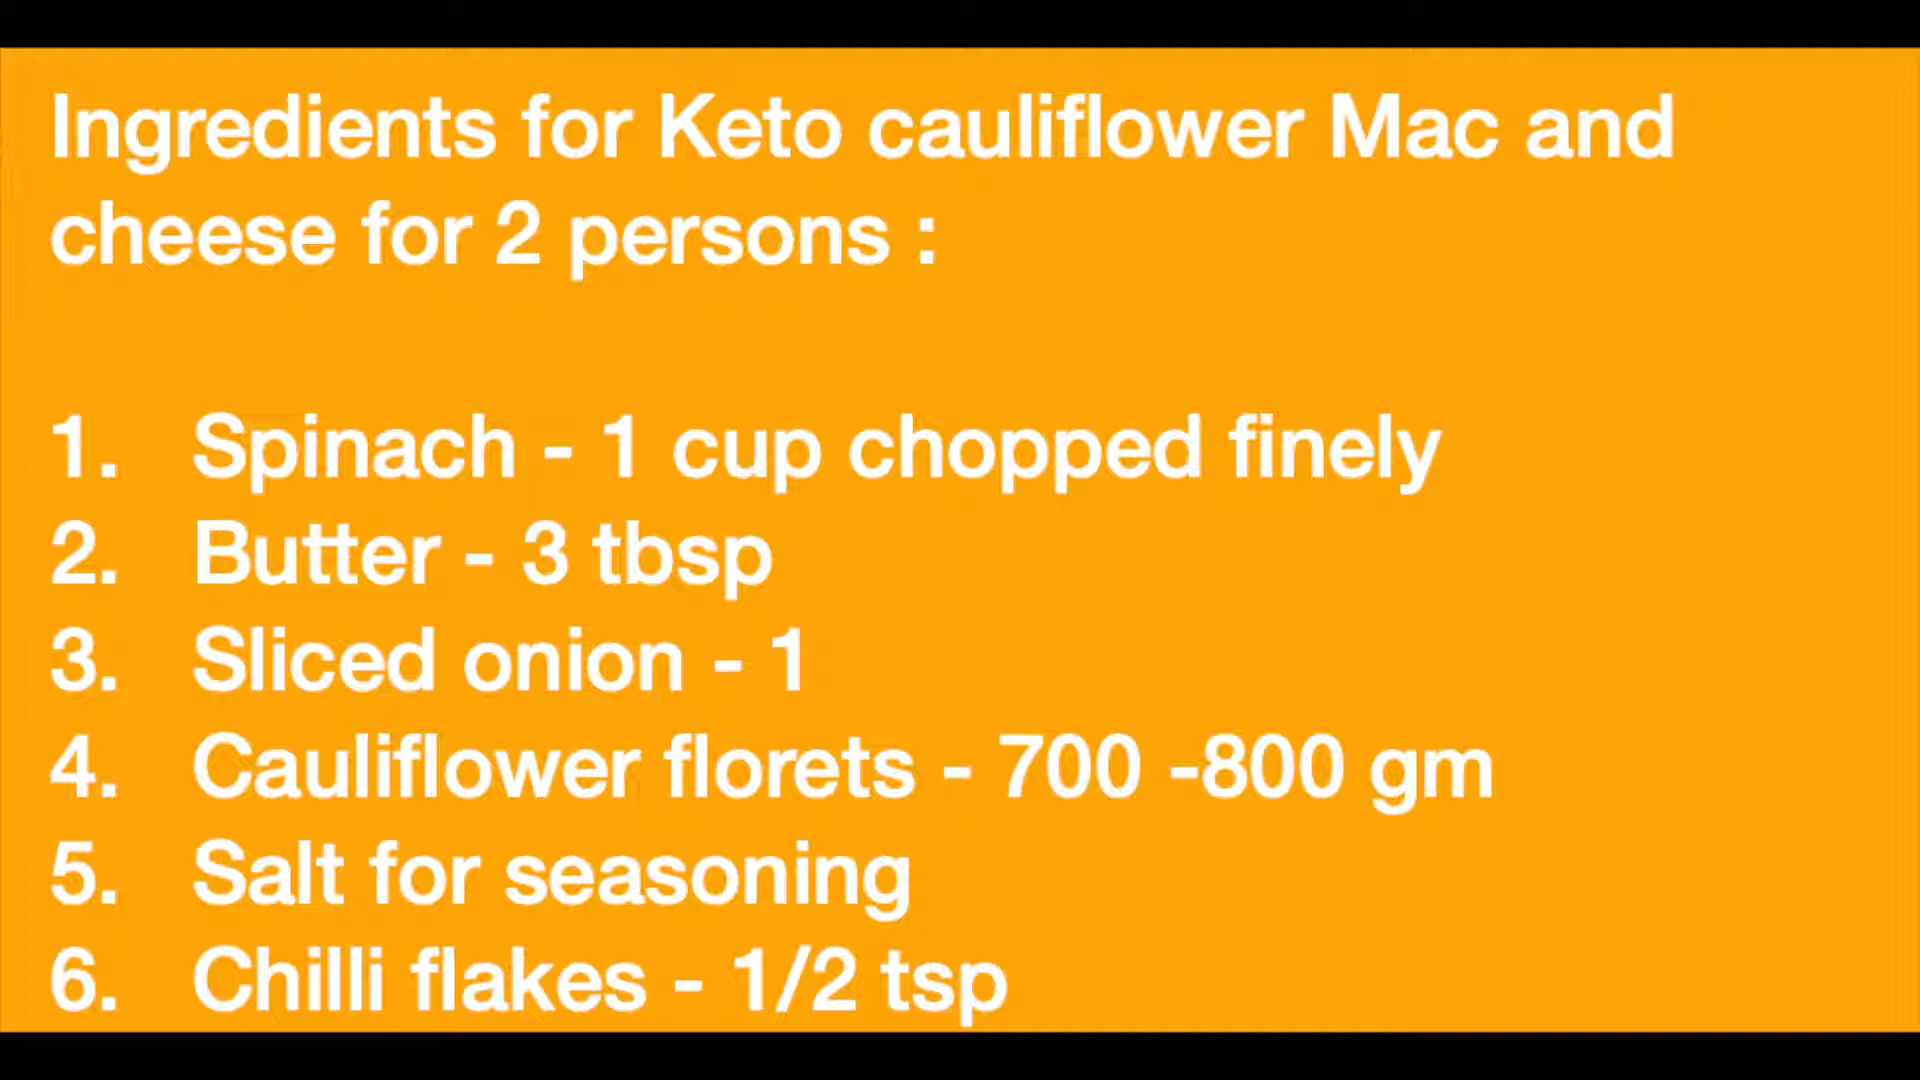 Ingredients for Keto cauliflower Mac and
cheese for 2 persons :
1. Spinach - 1 cup chopped finely
2. Butter - 3 tbsp
3. Sliced onion - 1
4. Cauliflower florets - 700 -800 gm
5. Salt for seasoning
6. Chilli flakes - 1/2 tsp